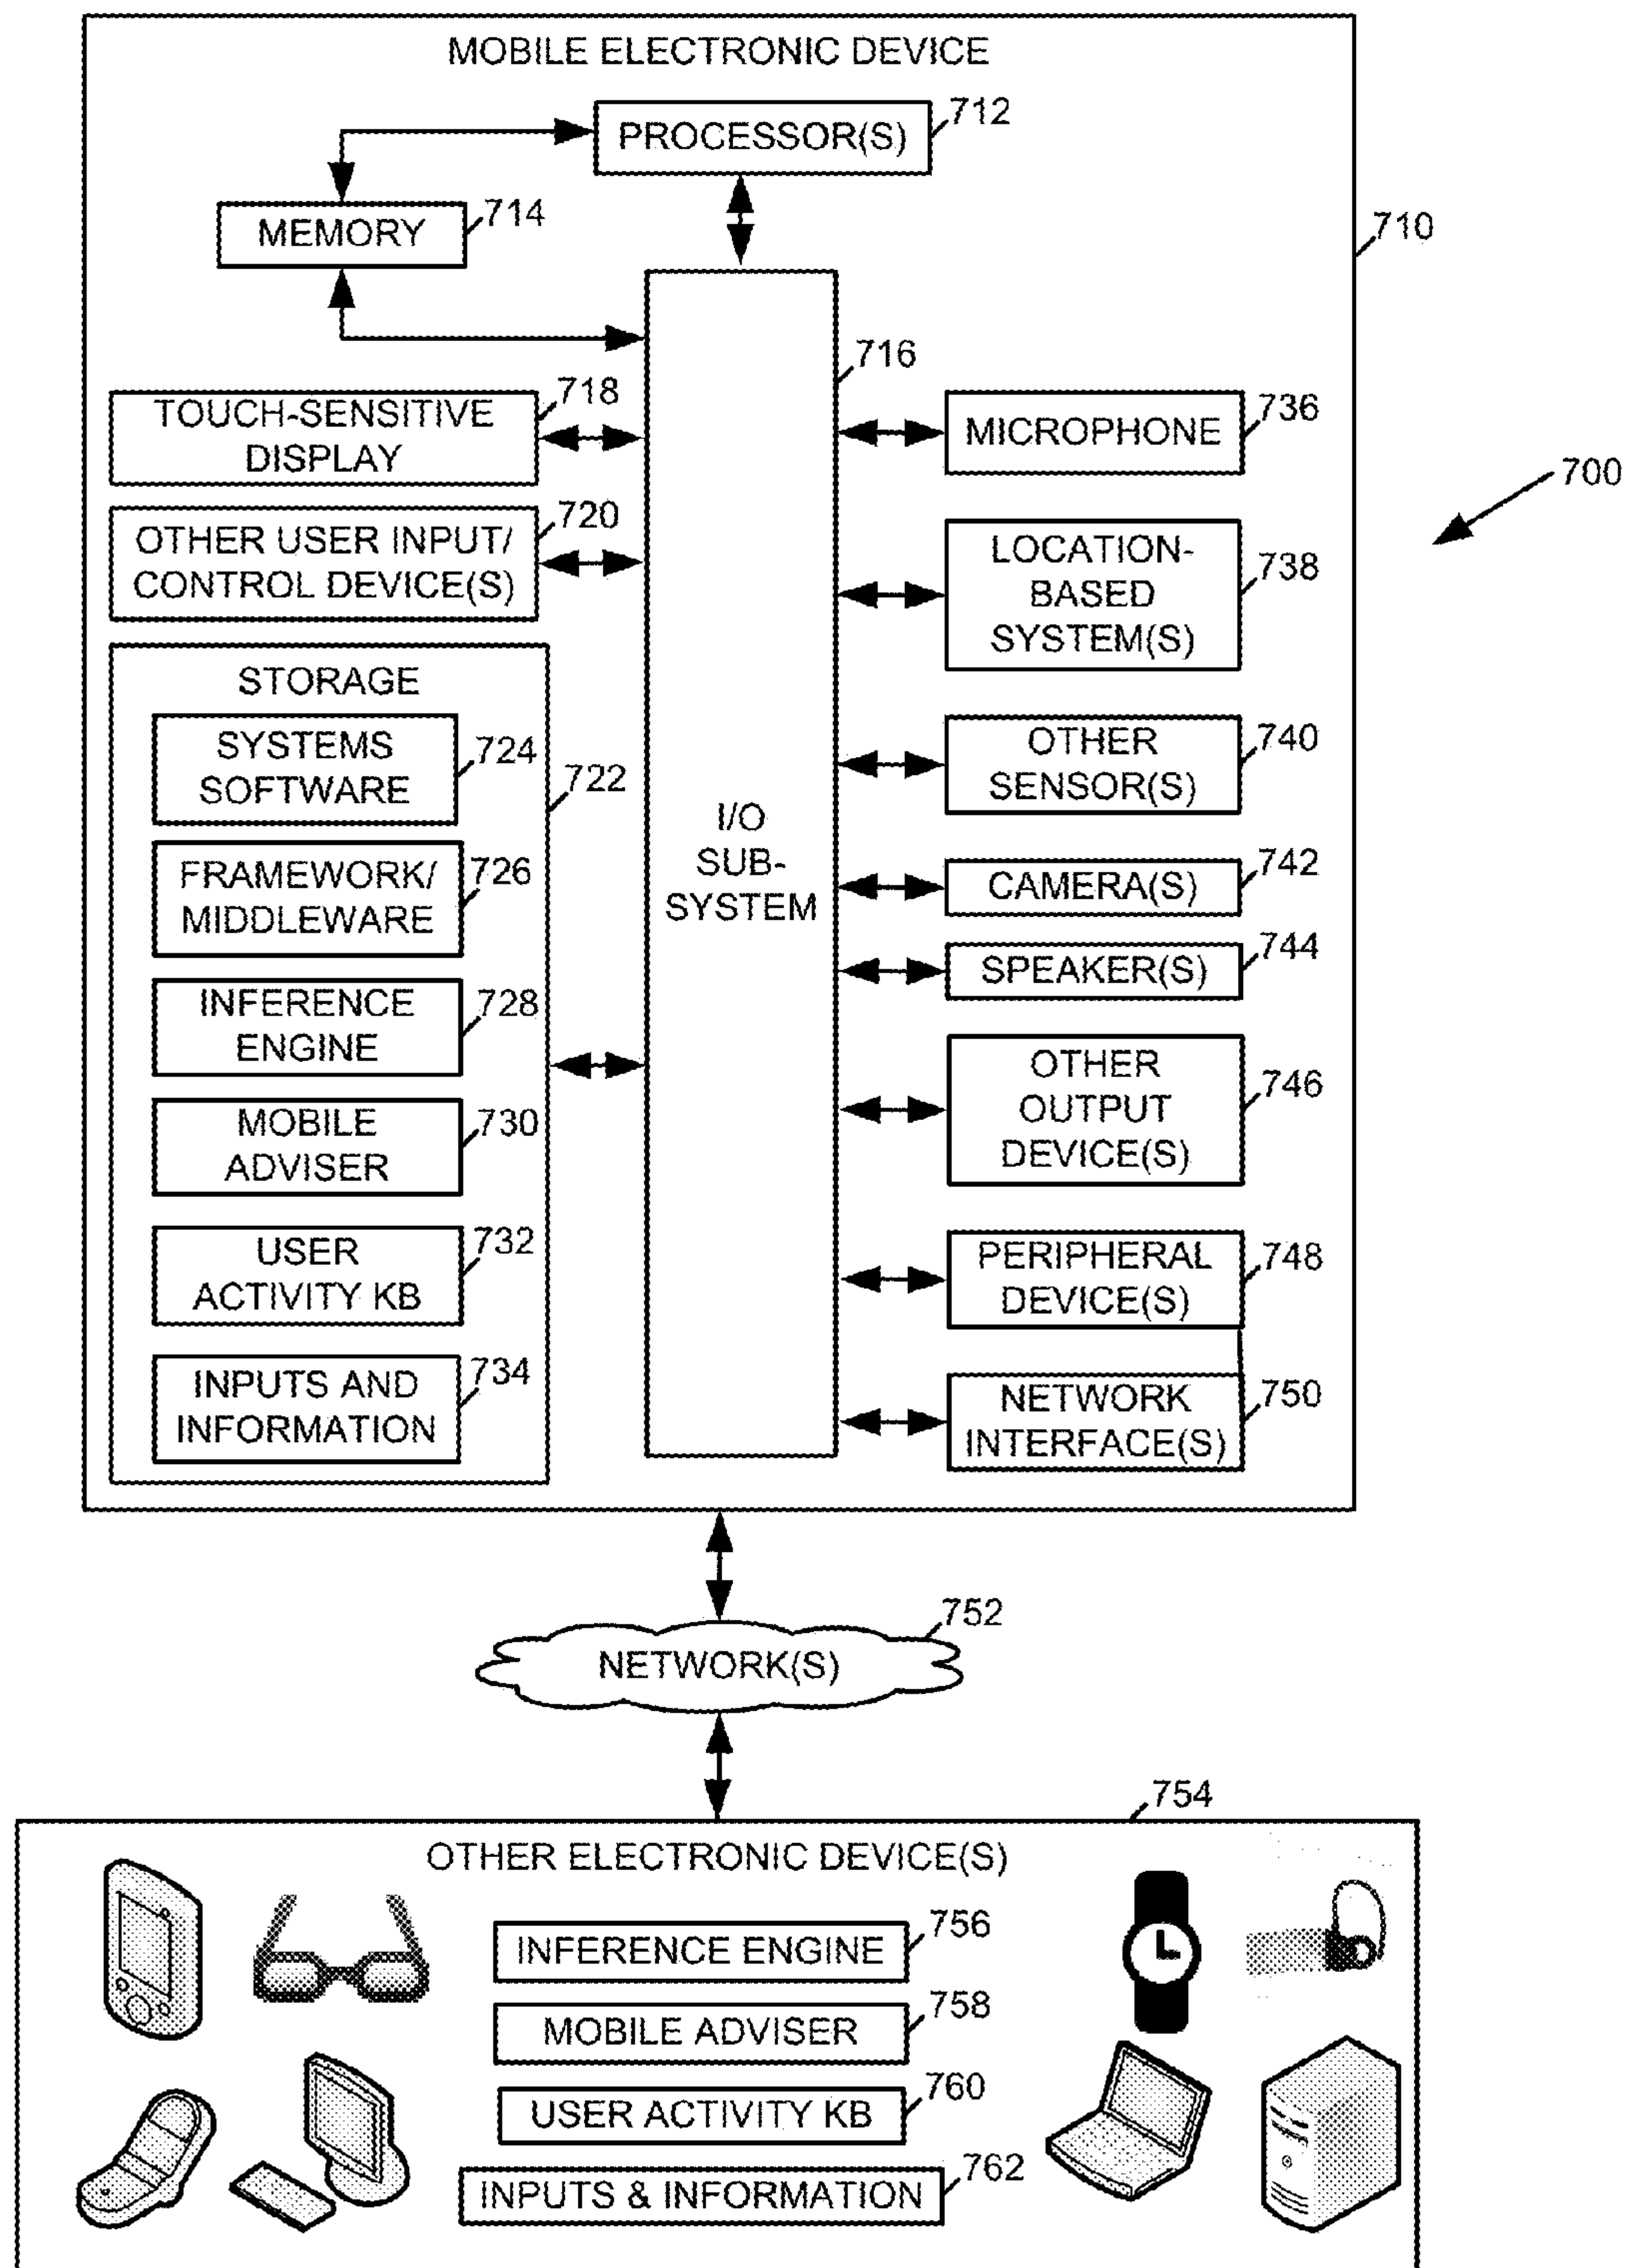 MOBILE ELECTRONIC DEVICE
PROCESSOR(S)
712
MEMORY
714
710
716
TOUCH-SENSITIVE
DISPLAY
718
OTHER USER INPUT/
CONTROL DEVICE(S)
720
STORAGE
722
SYSTEMS
SOFTWARE
724
FRAMEWORK/
MIDDLEWARE
726
INFERENCE
ENGINE
728
MOBILE
ADVISER
730
USER
ACTIVITY KB
732
INPUTS AND
INFORMATION
734
I/O
SUB-
SYSTEM
MICROPHONE
736
LOCATION-
BASED
SYSTEM(S)
738
OTHER
SENSOR(S)
740
CAMERA(S)
742
SPEAKER(S)
744
OTHER
OUTPUT
DEVICE(S)
746
PERIPHERAL
DEVICE(S)
748
NETWORK
INTERFACE(S)
750
700
NETWORK(S)
752
754
OTHER ELECTRONIC DEVICE(S)
INFERENCE ENGINE
756
MOBILE ADVISER
758
USER ACTIVITY KB
760
INPUTS & INFORMATION
762